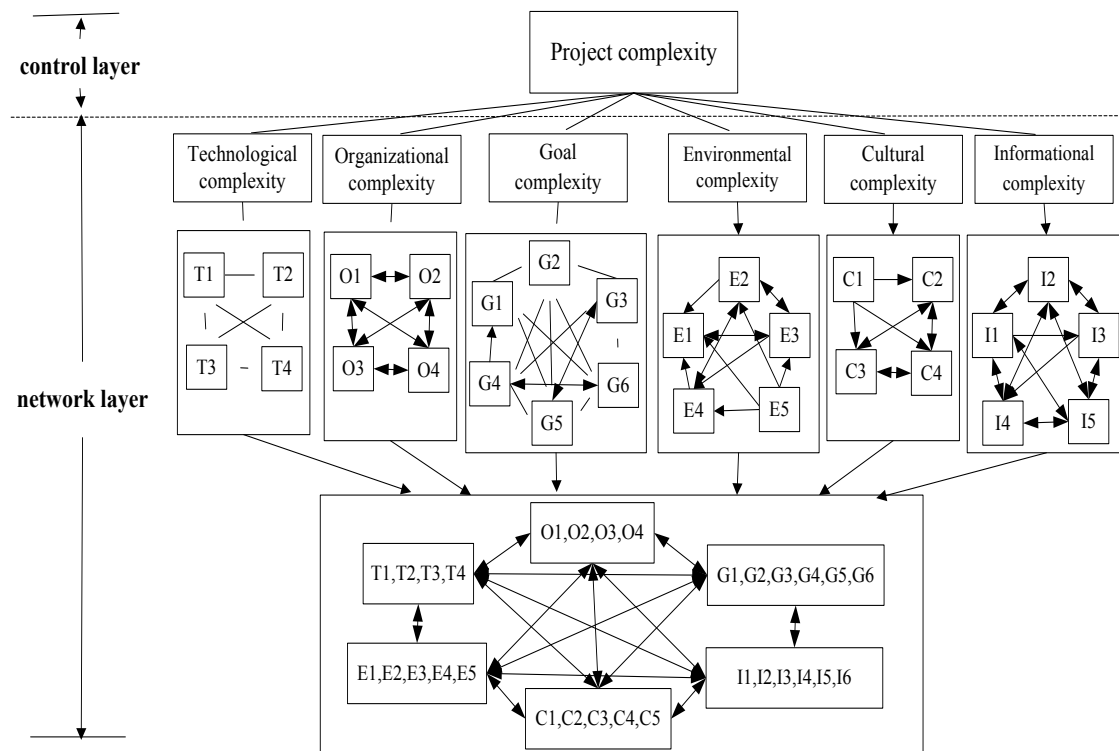 Project complexity
control layer
Technological
complexity
Organizational
complexity
Goal
complexity
Environmental
complexity
Cultural
complexity
Informational
complexity
T1
T2
T3
T4
O1
O2
O3
O4
G2
G1
G3
G4
G6
G5
E2
E1
E3
E4
E5
C1
C2
C3
C4
I2
I1
I3
I4
I5
network layer
O1,O2,O3,O4
T1,T2,T3,T4
G1,G2,G3,G4,G5,G6
E1,E2,E3,E4,E5
I1,I2,I3,I4,I5,I6
C1,C2,C3,C4,C5